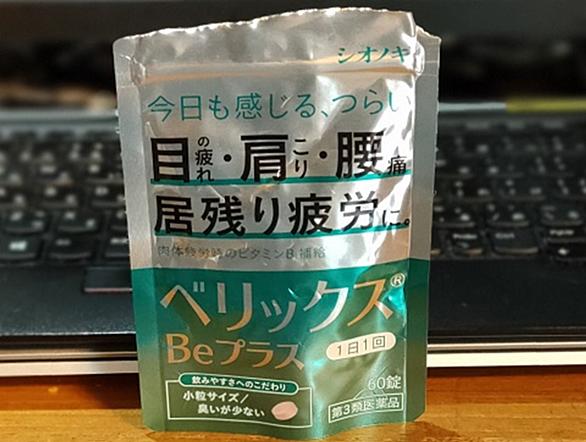 シオノギ
今日も感じる、つらい
目の疲れ・肩こり・腰痛
居残り疲労に。
肉体疲労時のビタミンB₁補給
ベリックス®
Beプラス
1日1回
飲みやすさへのこだわり
小粒サイズ/
臭いが少ない
60錠
第3類医薬品